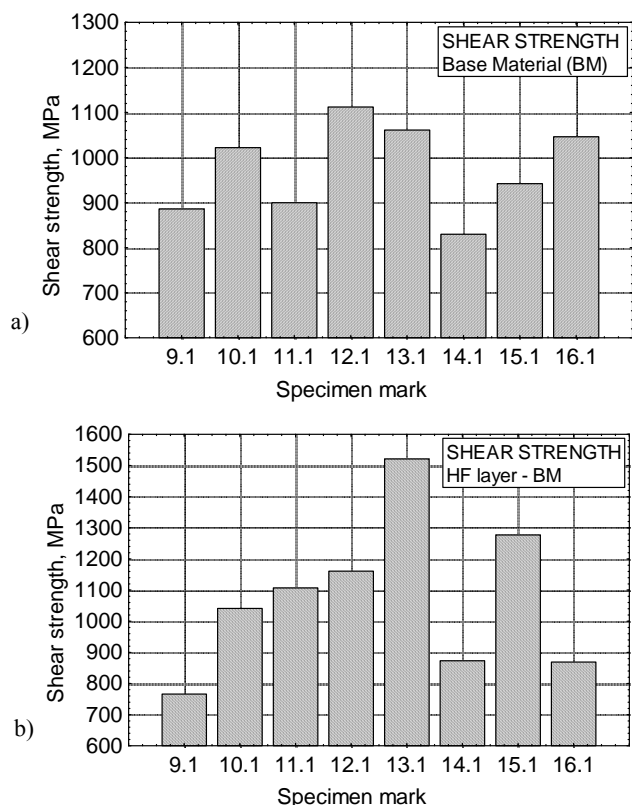 1300
1200
1100
1000
900
800
700
600
Shear strength, MPa
SHEAR STRENGTH
Base Material (BM)
a)
9.1 10.1 11.1 12.1 13.1 14.1 15.1 16.1
Specimen mark
1600
1500
1400
1300
1200
1100
1000
900
800
700
600
Shear strength, MPa
SHEAR STRENGTH
HF layer - BM
b)
9.1 10.1 11.1 12.1 13.1 14.1 15.1 16.1
Specimen mark